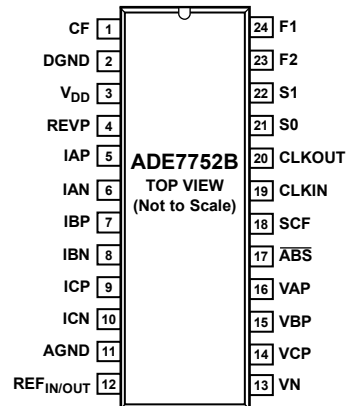 CF 1
DGND 2
VDD 3
REVP 4
IAP 5
IAN 6
IBP 7
IBN 8
ICP 9
ICN 10
AGND 11
REFIN/OUT 12
ADE7752B
TOP VIEW
(Not to Scale)
24 F1
23 F2
22 S1
21 S0
20 CLKOUT
19 CLKIN
18 SCF
17 ABS
16 VAP
15 VBP
14 VCP
13 VN